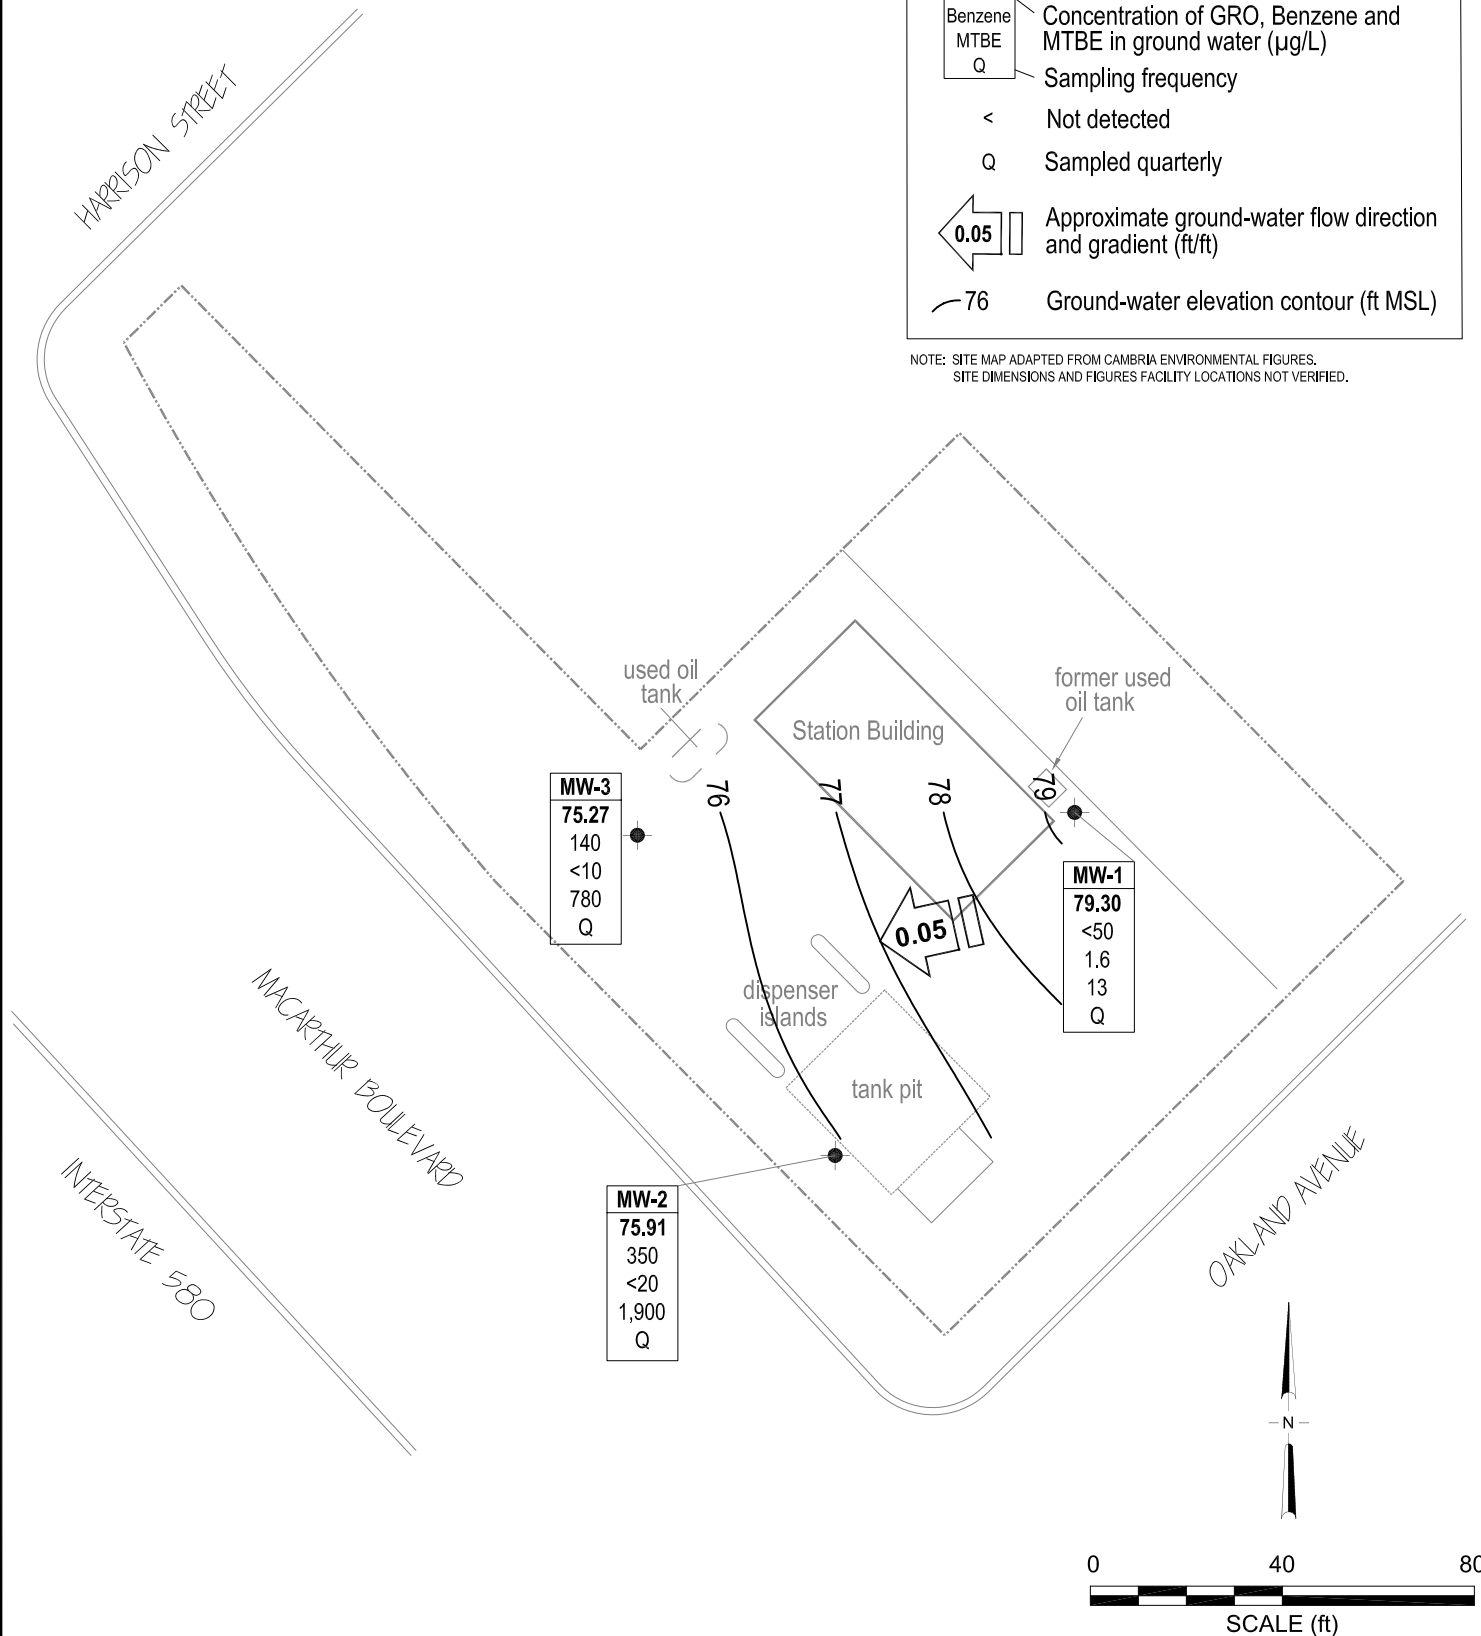 Benzene
MTBE
Q
Concentration of GRO, Benzene and
MTBE in ground water (µg/L)
Sampling frequency
< Not detected
Q Sampled quarterly
0.05
Approximate ground-water flow direction
and gradient (ft/ft)
76 Ground-water elevation contour (ft MSL)
NOTE: SITE MAP ADAPTED FROM CAMBRIA ENVIRONMENTAL FIGURES.
SITE DIMENSIONS AND FIGURES FACILITY LOCATIONS NOT VERIFIED.
HARRISON STREET
used oil
tank
Station Building
former used
oil tank
76
77
78
79
MW-3
75.27
140
<10
780
Q
MW-1
79.30
<50
1.6
13
Q
0.05
dispenser
islands
tank pit
MW-2
75.91
350
<20
1,900
Q
MACARTHUR BOULEVARD
INTERSTATE 580
OAKLAND AVENUE
N
0 40 80
SCALE (ft)